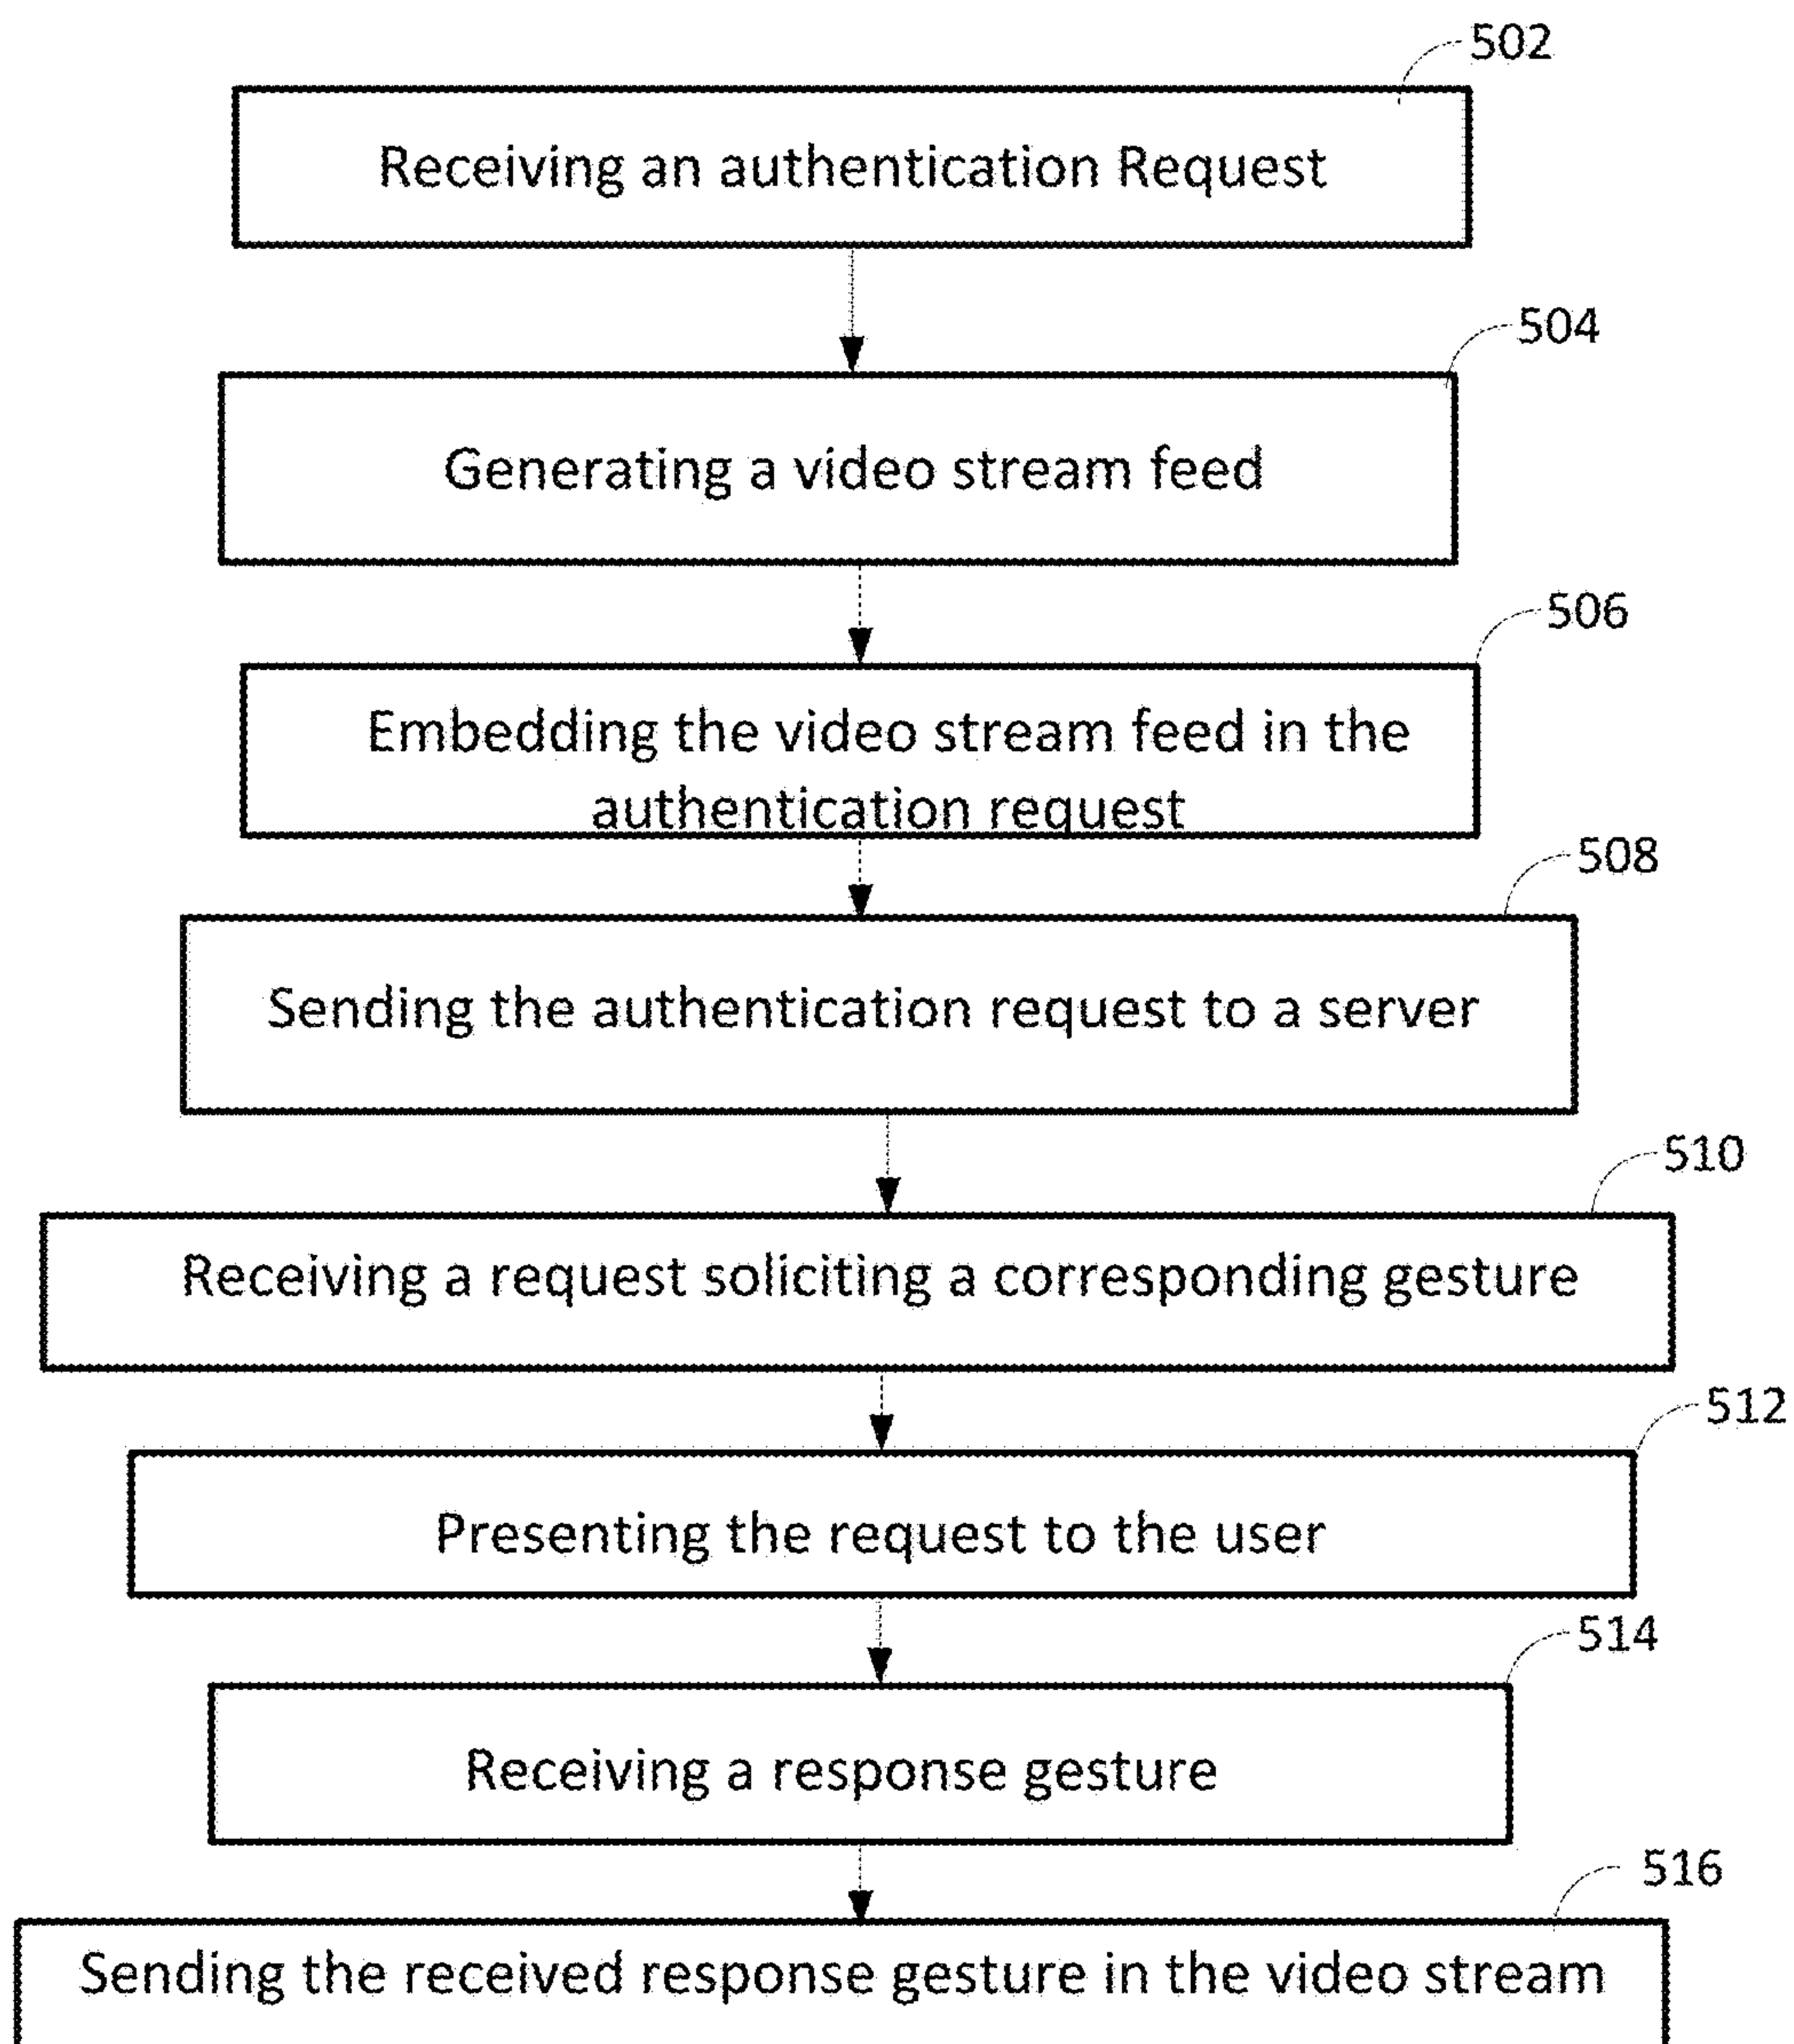 502
Receiving an authentication Request
504
Generating a video stream feed
506
Embedding the video stream feed in the
authentication request
508
Sending the authentication request to a server
510
Receiving a request soliciting a corresponding gesture
512
Presenting the request to the user
514
Receiving a response gesture
516
Sending the received response gesture in the video stream